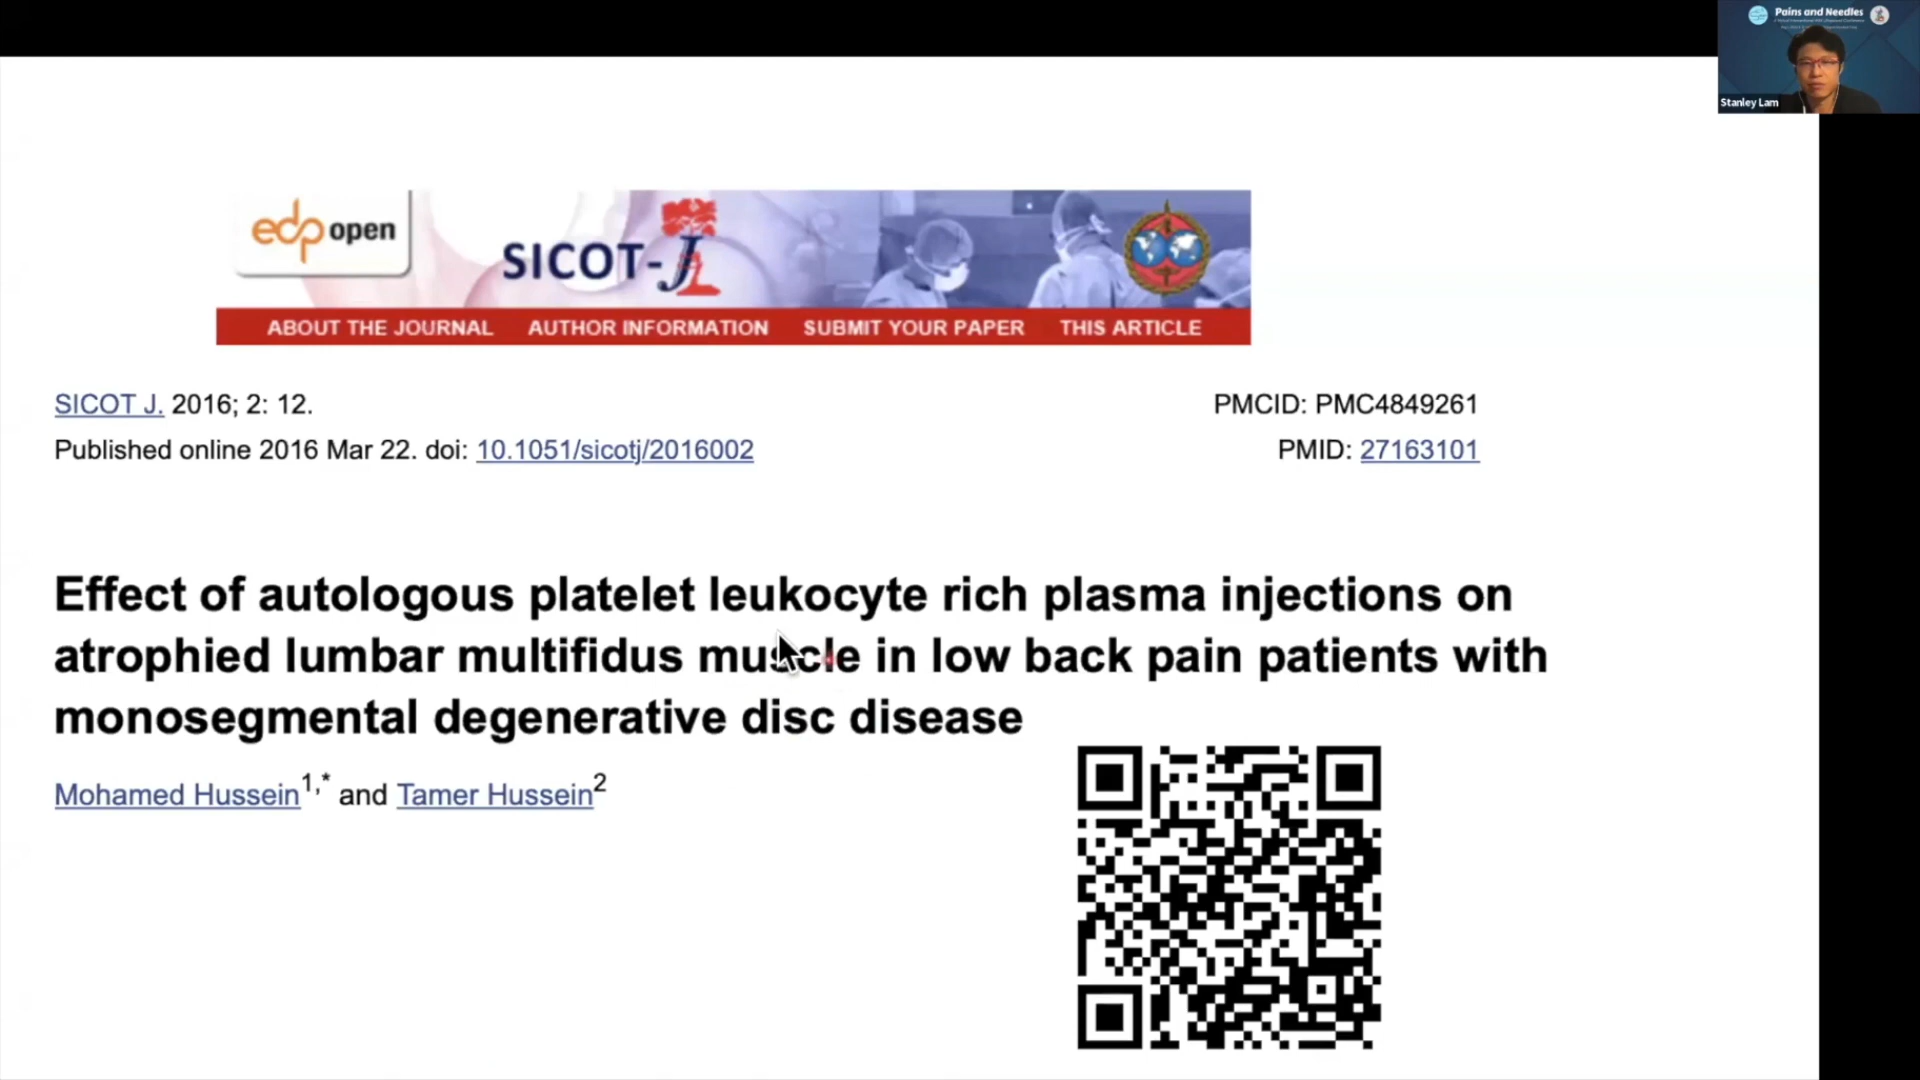 Pains and Needles
Stanley Lam
edp open
SICOT-J
ABOUT THE JOURNAL AUTHOR INFORMATION SUBMIT YOUR PAPER THIS ARTICLE
SICOT J. 2016; 2: 12. PMCID: PMC4849261
Published online 2016 Mar 22. doi: 10.1051/sicotj/2016002 PMID: 27163101
Effect of autologous platelet leukocyte rich plasma injections on
atrophied lumbar multifidus muscle in low back pain patients with
monosegmental degenerative disc disease
Mohamed Hussein1,* and Tamer Hussein2